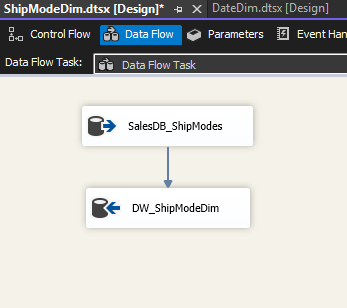 ShipModeDim.dtsx [Design]* DateDim.dtsx [Design]
Control Flow Data Flow Parameters Event Han
Data Flow Task: Data Flow Task
SalesDB_ShipModes
DW_ShipModeDim